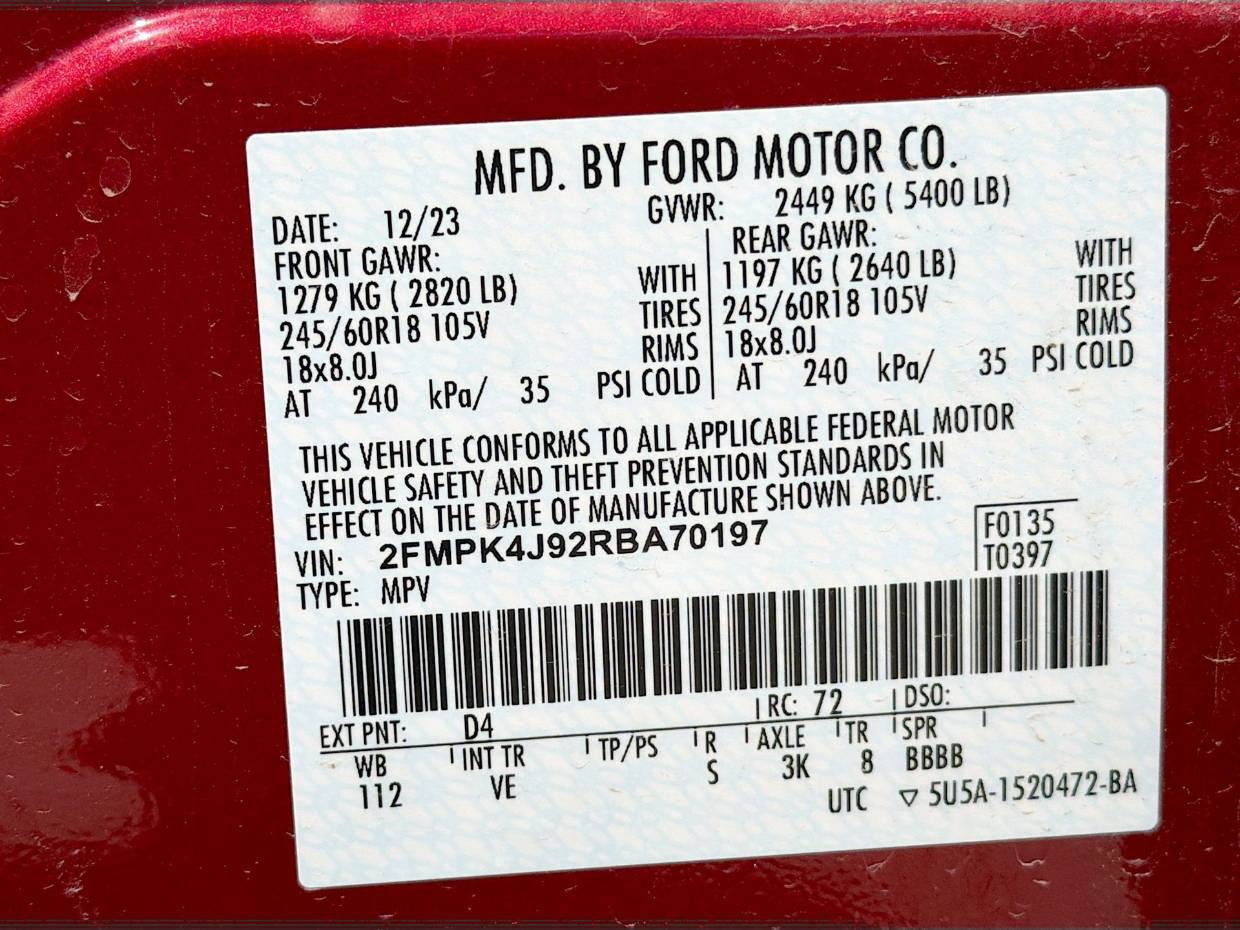 MFD. BY FORD MOTOR CO.
DATE: 12/23 GVWR: 2449 KG ( 5400 LB)
FRONT GAWR: REAR GAWR:
1279 KG ( 2820 LB) WITH 1197 KG ( 2640 LB) WITH
245/60R18 105V TIRES 245/60R18 105V TIRES
18x8.0J RIMS 18x8.0J RIMS
AT 240 kPa/ 35 PSI COLD AT 240 kPa/ 35 PSI COLD
THIS VEHICLE CONFORMS TO ALL APPLICABLE FEDERAL MOTOR
VEHICLE SAFETY AND THEFT PREVENTION STANDARDS IN
EFFECT ON THE DATE OF MANUFACTURE SHOWN ABOVE.
VIN: 2FMPK4J92RBA70197 F0135
TYPE: MPV T0397
EXT PNT: D4 RC: 72 DSO:
WB INT TR TP/PS R AXLE TR SPR
112 VE S 3K 8 BBBB
UTC ▽ 5U5A-1520472-BA